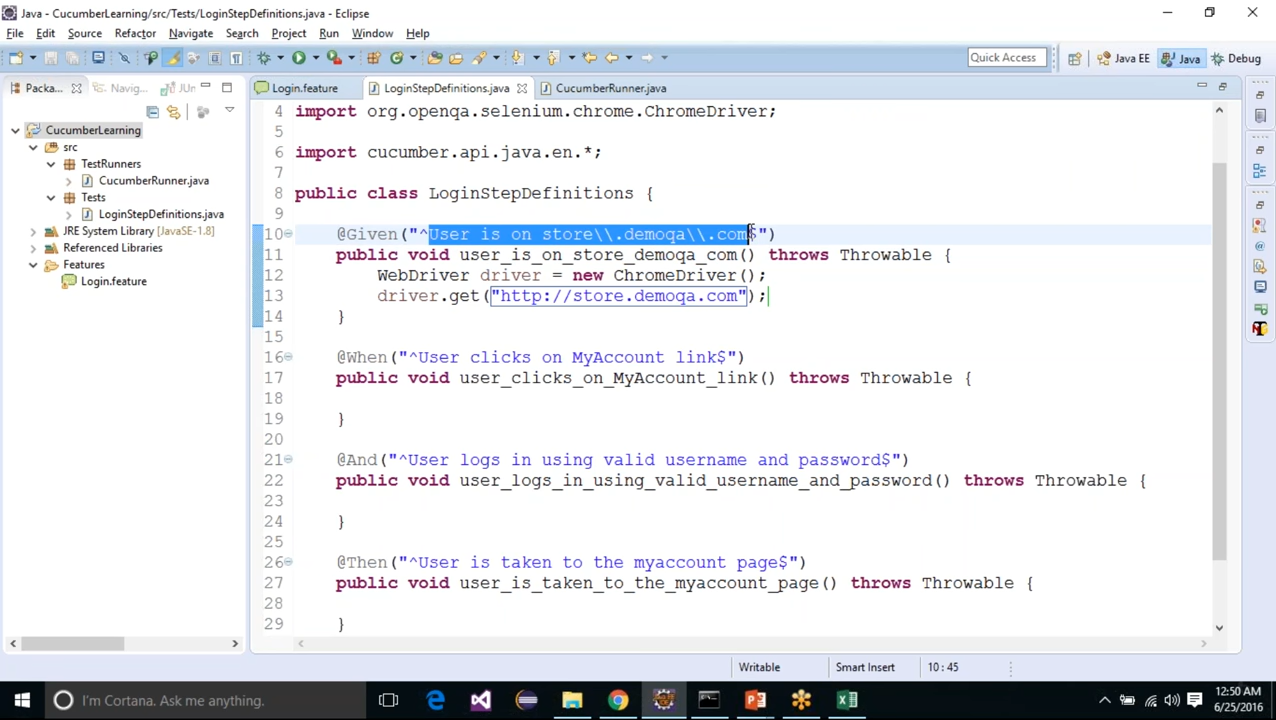 Java - CucumberLearning/src/Tests/LoginStepDefinitions.java - Eclipse
File Edit Source Refactor Navigate Search Project Run Window Help
Quick Access Java EE Java Debug
Packa... Navig... JUn Login.feature LoginStepDefinitions.java CucumberRunner.java
CucumberLearning
src
TestRunners
CucumberRunner.java
Tests
LoginStepDefinitions.java
JRE System Library [JavaSE-1.8]
Referenced Libraries
Features
Login.feature
4 import org.openqa.selenium.chrome.ChromeDriver;
5
6 import cucumber.api.java.en.*;
7
8 public class LoginStepDefinitions {
9
10 @Given("^User is on store\\.demoqa\\.com$")
11 public void user_is_on_store_demoqa_com() throws Throwable {
12 WebDriver driver = new ChromeDriver();
13 driver.get("http://store.demoqa.com");
14 }
15
16 @When("^User clicks on MyAccount link$")
17 public void user_clicks_on_MyAccount_link() throws Throwable {
18
19 }
20
21 @And("^User logs in using valid username and password$")
22 public void user_logs_in_using_valid_username_and_password() throws Throwable {
23
24 }
25
26 @Then("^User is taken to the myaccount page$")
27 public void user_is_taken_to_the_myaccount_page() throws Throwable {
28
29 }
Writable Smart Insert 10 : 45
I'm Cortana. Ask me anything.
12:50 AM
6/25/2016